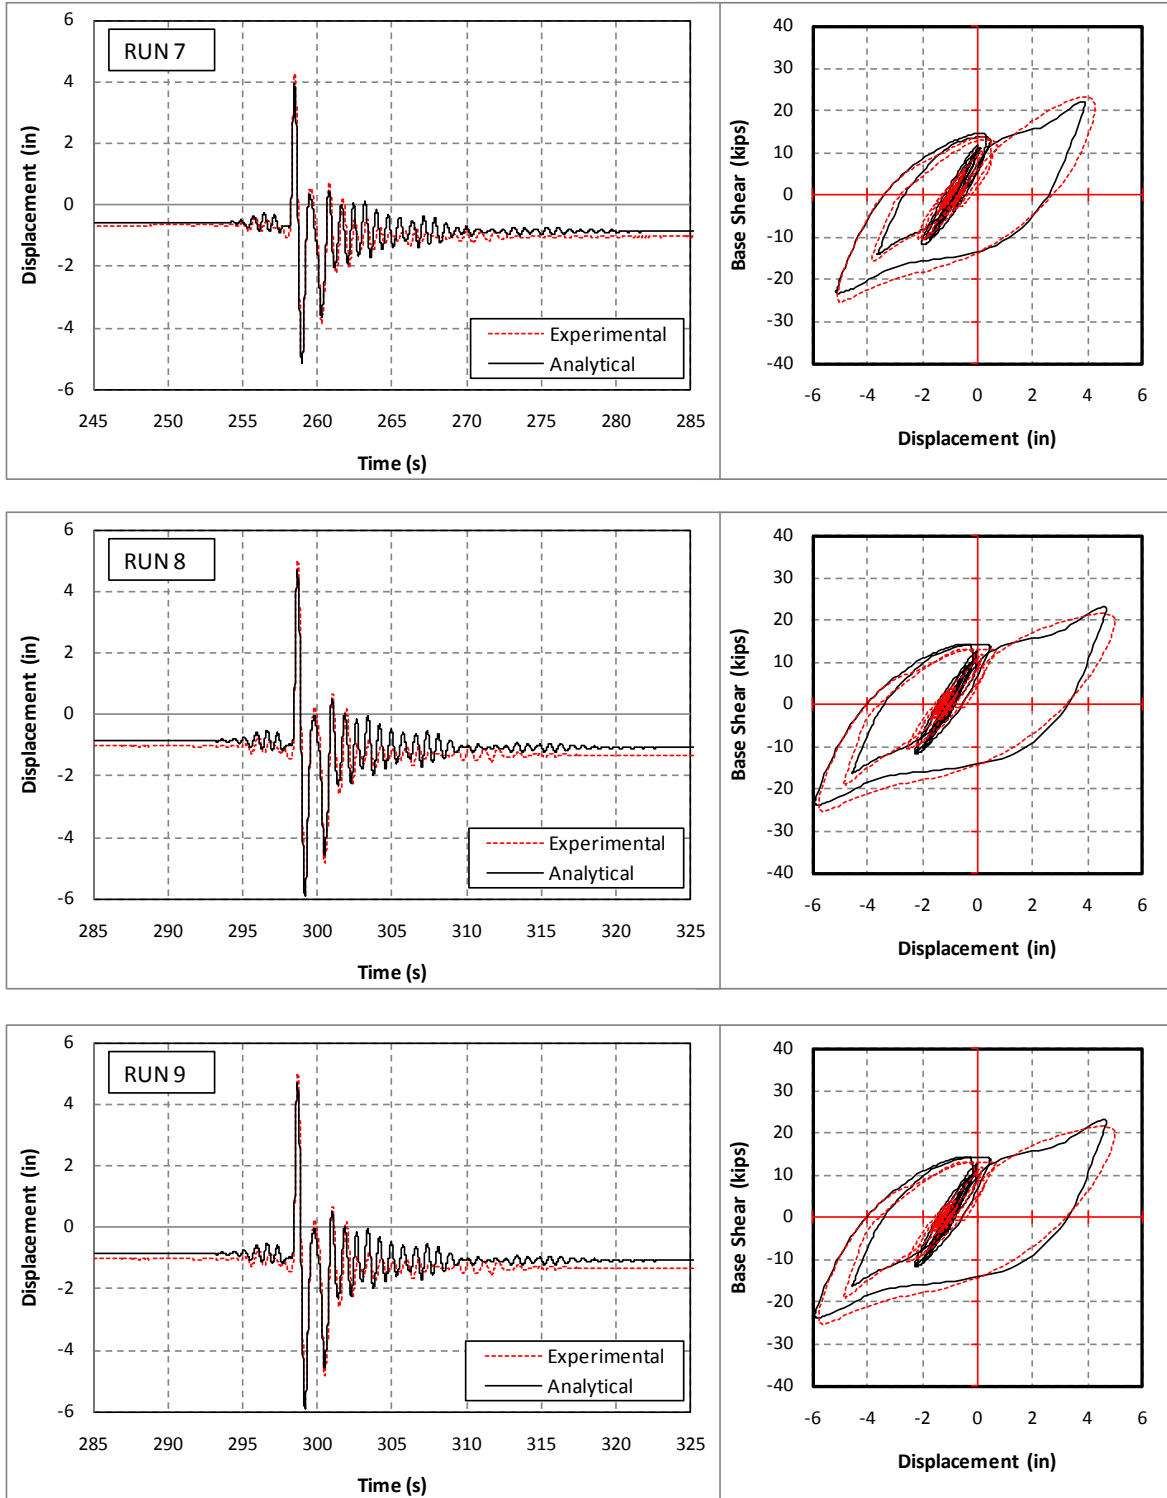 RUN 7
Displacement (in)
6
4
2
0
-2
-4
-6
Experimental
Analytical
245 250 255 260 265 270 275 280 285
Time (s)
Base Shear (kips)
40
30
20
10
0
-10
-20
-30
-40
-6 -4 -2 0 2 4 6
Displacement (in)
RUN 8
Displacement (in)
6
4
2
0
-2
-4
-6
Experimental
Analytical
285 290 295 300 305 310 315 320 325
Time (s)
Base Shear (kips)
40
30
20
10
0
-10
-20
-30
-40
-6 -4 -2 0 2 4 6
Displacement (in)
RUN 9
Displacement (in)
6
4
2
0
-2
-4
-6
Experimental
Analytical
285 290 295 300 305 310 315 320 325
Time (s)
Base Shear (kips)
40
30
20
10
0
-10
-20
-30
-40
-6 -4 -2 0 2 4 6
Displacement (in)